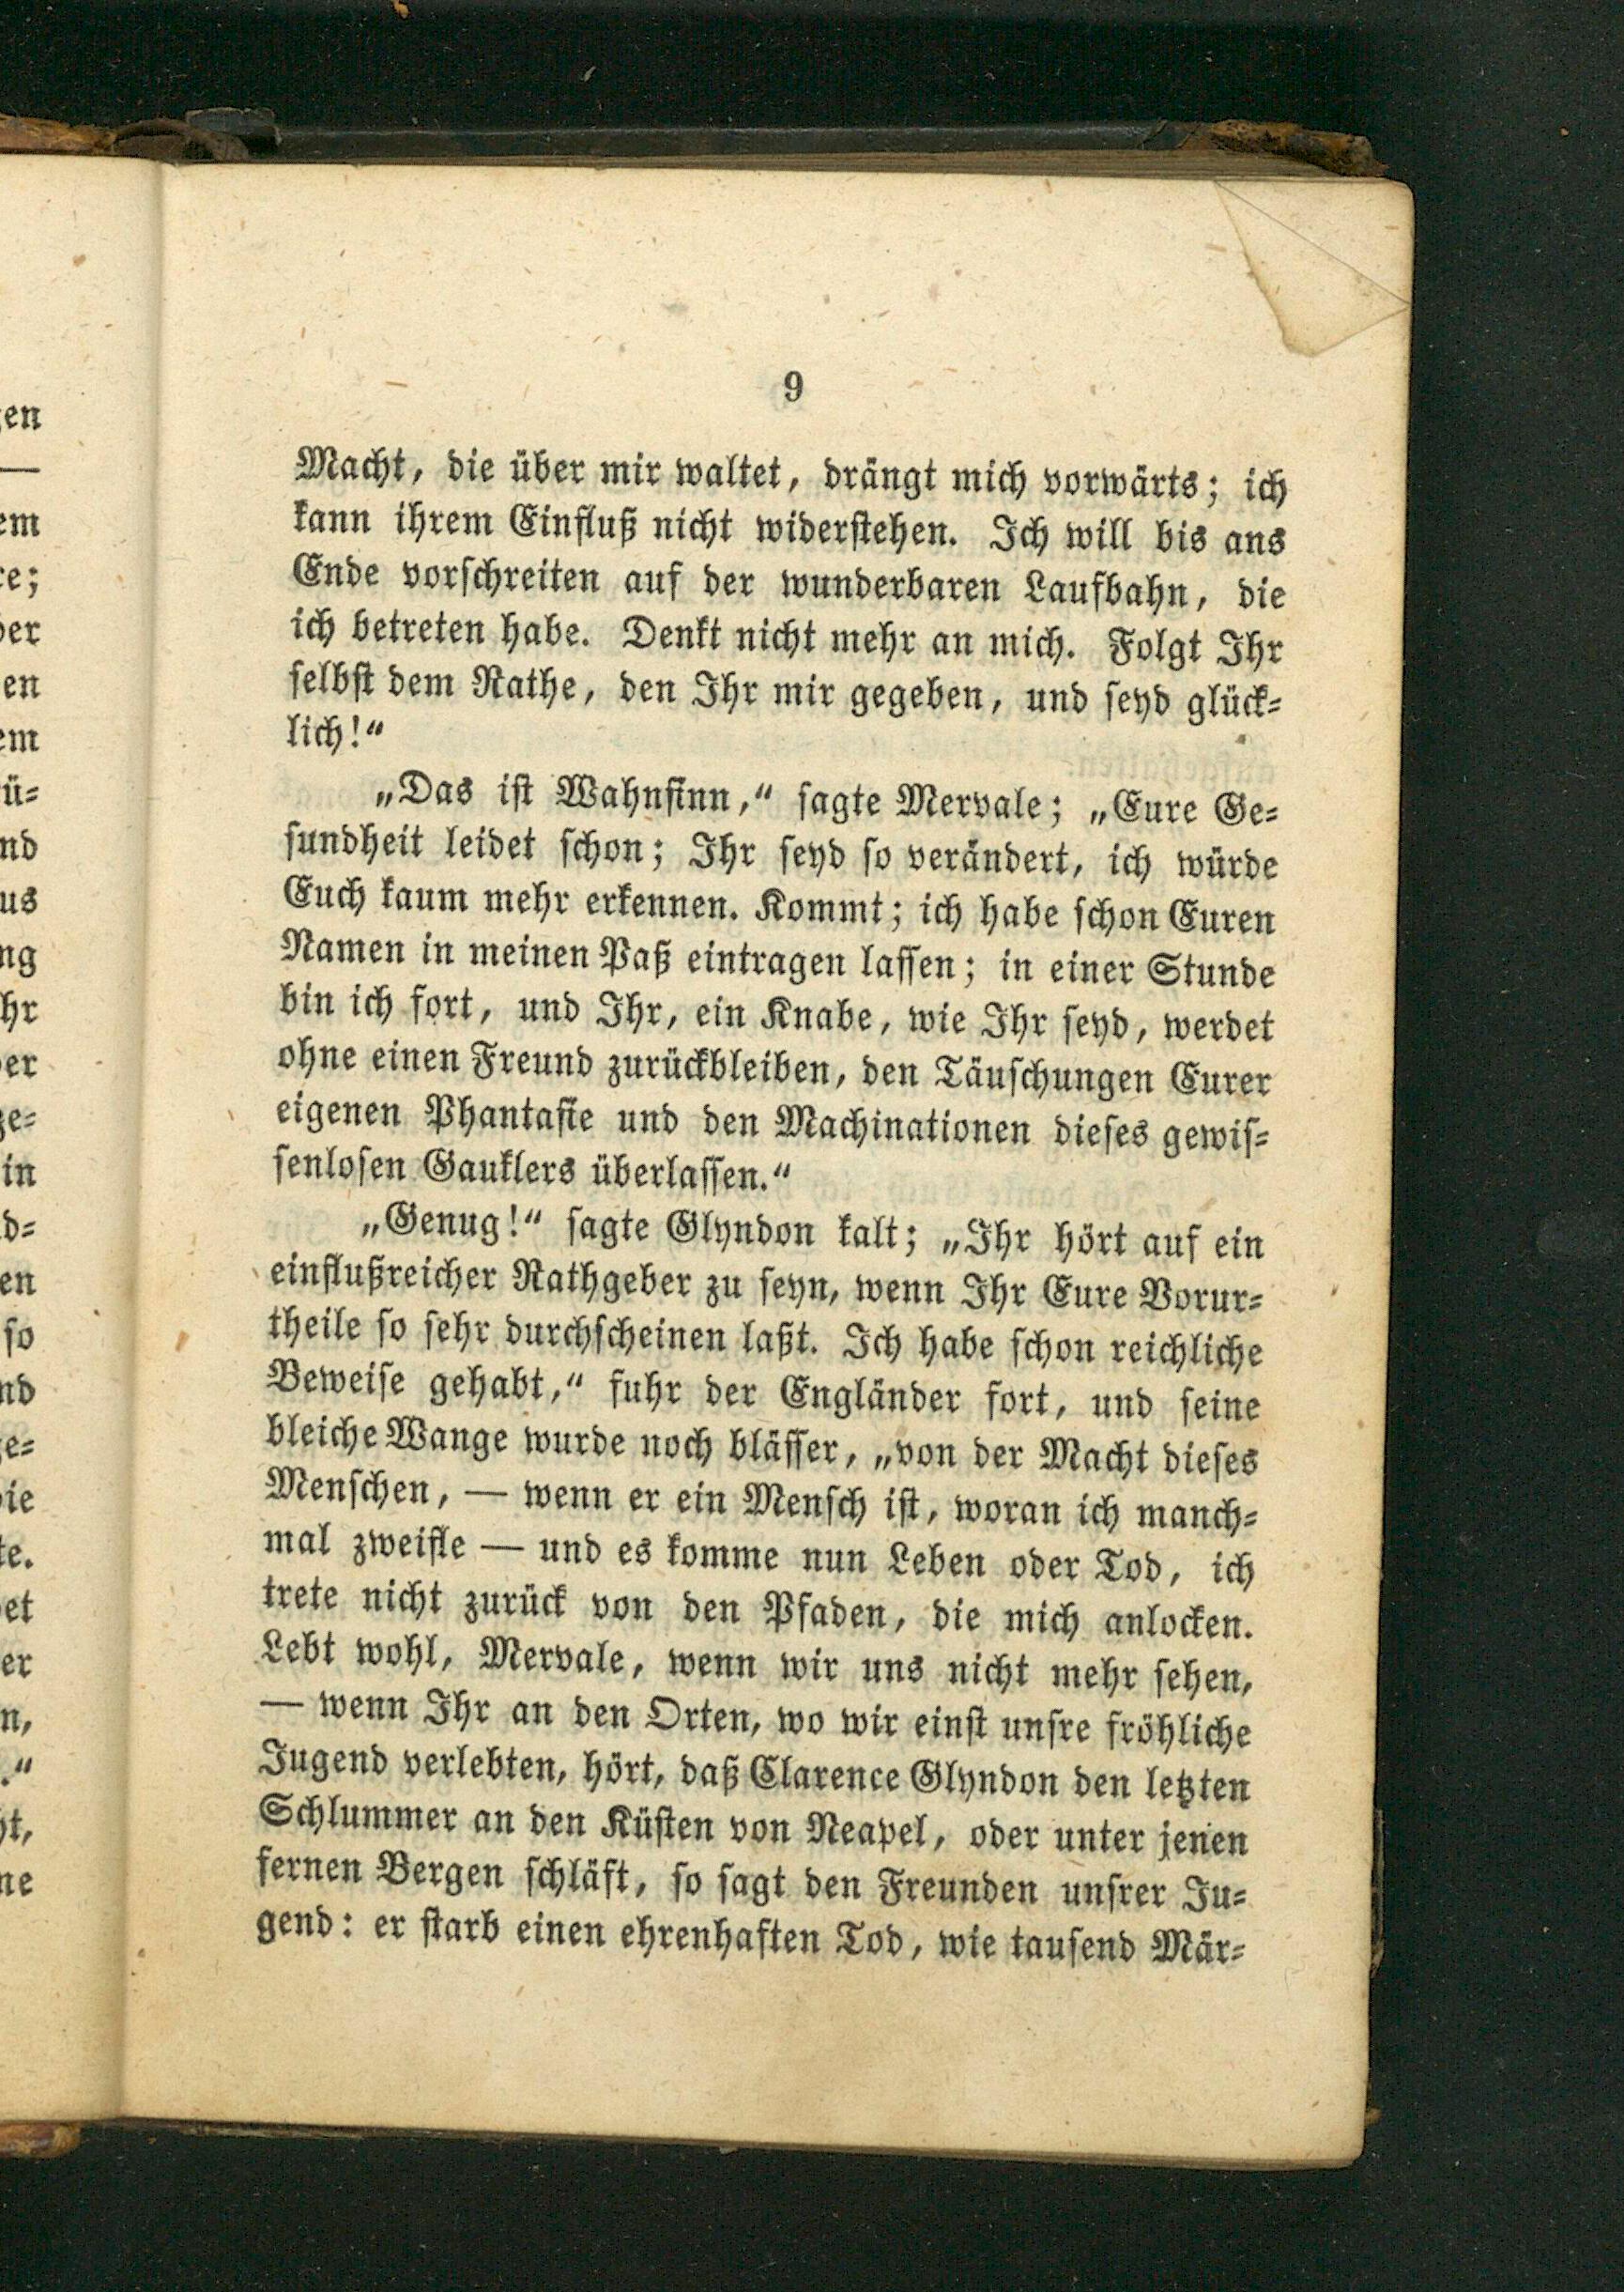 9
Macht, die über mir waltet, drängt mich vorwärts; ich
kann ihrem Einfluß nicht widerstehen. Ich will bis ans
Ende vorschreiten auf der wunderbaren Laufbahn, die
ich betreten habe. Denkt nicht mehr an mich. Folgt Ihr
selbst dem Rathe, den Ihr mir gegeben, und seyd glück-
lich!“
„Das ist Wahnsinn,“ sagte Mervale; „Eure Ge-
sundheit leidet schon; Ihr seyd so verändert, ich würde
Euch kaum mehr erkennen. Kommt; ich habe schon Euren
Namen in meinen Paß eintragen lassen; in einer Stunde
bin ich fort, und Ihr, ein Knabe, wie Ihr seyd, werdet
ohne einen Freund zurückbleiben, den Täuschungen Eurer
eigenen Phantasie und den Machinationen dieses gewis-
senlosen Gauklers überlassen.“
„Genug!“ sagte Glyndon kalt; „Ihr hört auf ein
einflußreicher Rathgeber zu seyn, wenn Ihr Eure Vorur-
theile so sehr durchscheinen laßt. Ich habe schon reichliche
Beweise gehabt,“ fuhr der Engländer fort, und seine
bleiche Wange wurde noch blässer, „von der Macht dieses
Menschen, — wenn er ein Mensch ist, woran ich manch-
mal zweifle — und es komme nun Leben oder Tod, ich
trete nicht zurück von den Pfaden, die mich anlocken.
Lebt wohl, Mervale, wenn wir uns nicht mehr sehen,
— wenn Ihr an den Orten, wo wir einst unsre fröhliche
Jugend verlebten, hört, daß Clarence Glyndon den letzten
Schlummer an den Küsten von Neapel, oder unter jenen
fernen Bergen schläft, so sagt den Freunden unsrer Ju-
gend: er starb einen ehrenhaften Tod, wie tausend Mär-